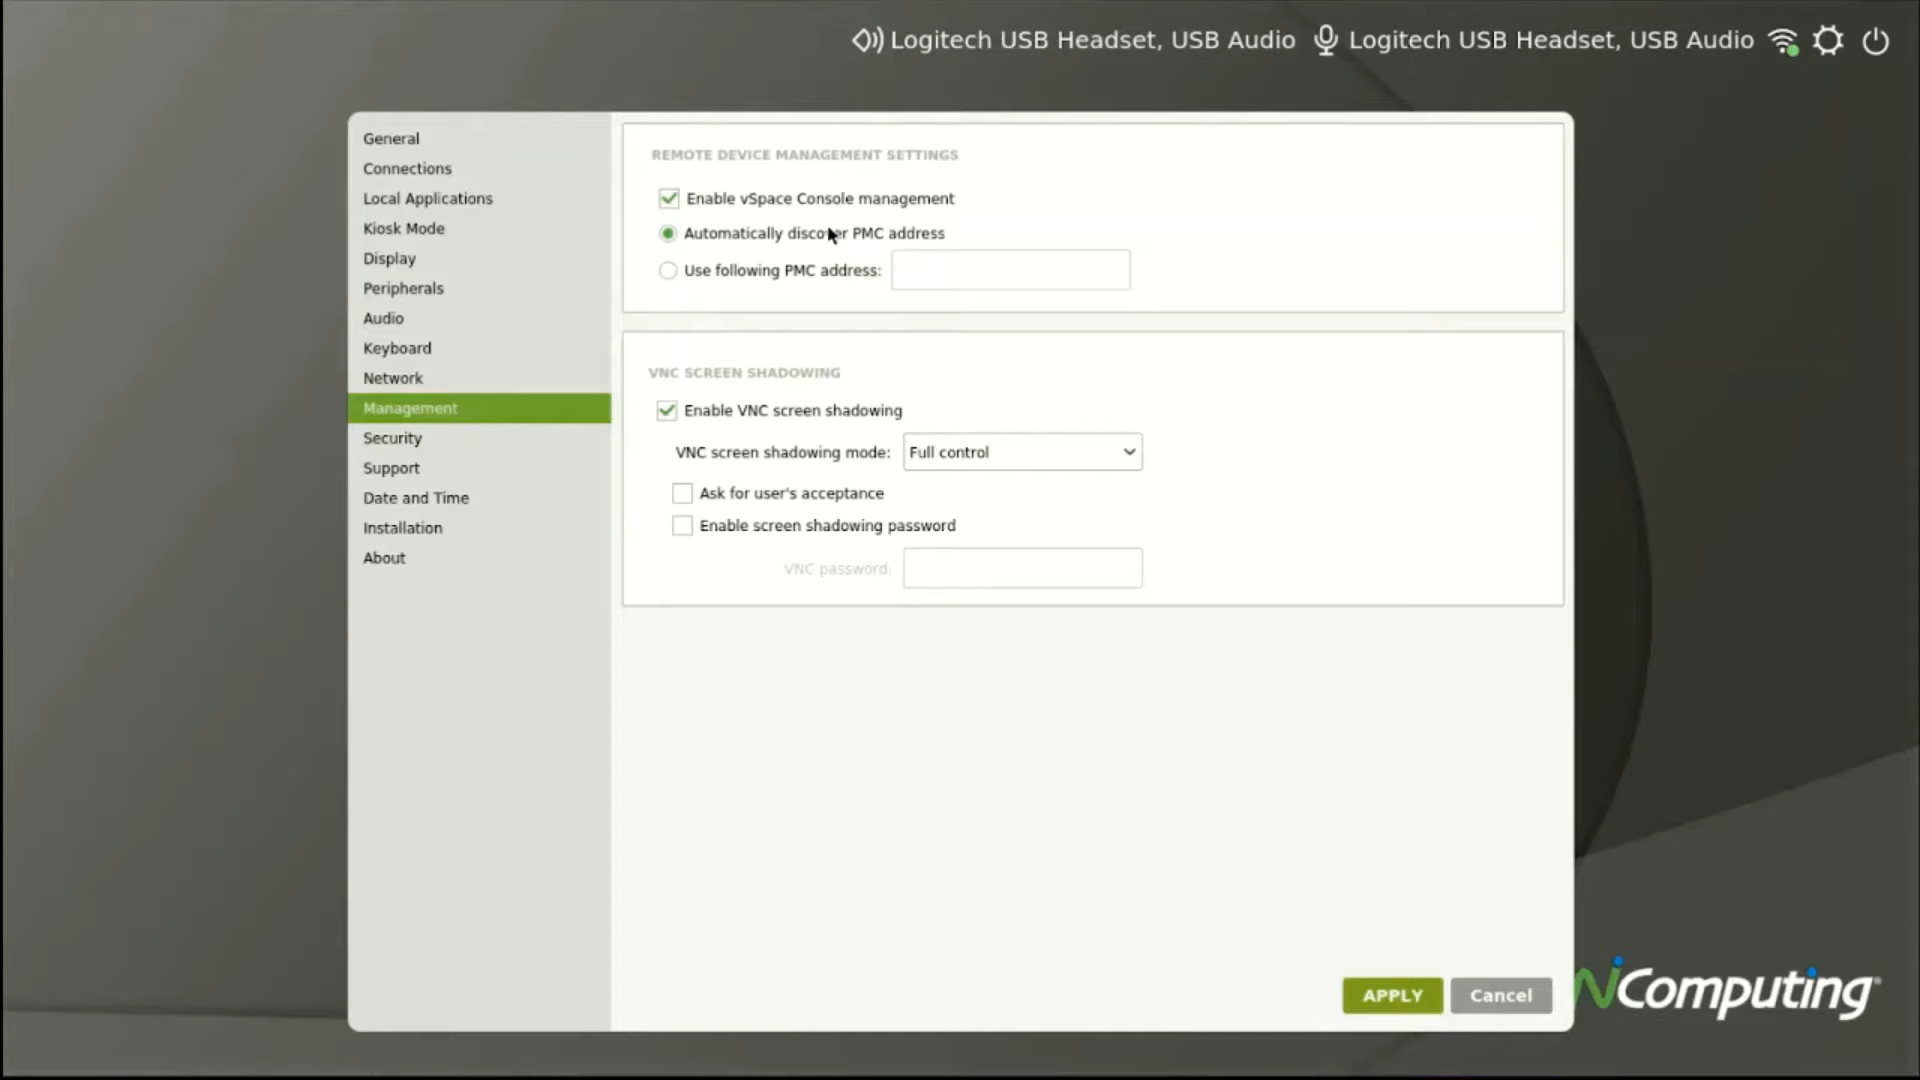 Logitech USB Headset, USB Audio Logitech USB Headset, USB Audio
General
Connections
Local Applications
Kiosk Mode
Display
Peripherals
Audio
Keyboard
Network
Management
Security
Support
Date and Time
Installation
About
REMOTE DEVICE MANAGEMENT SETTINGS
Enable vSpace Console management
Automatically discover PMC address
Use following PMC address:
VNC SCREEN SHADOWING
Enable VNC screen shadowing
VNC screen shadowing mode: Full control
Ask for user's acceptance
Enable screen shadowing password
VNC password:
APPLY Cancel
NComputing®